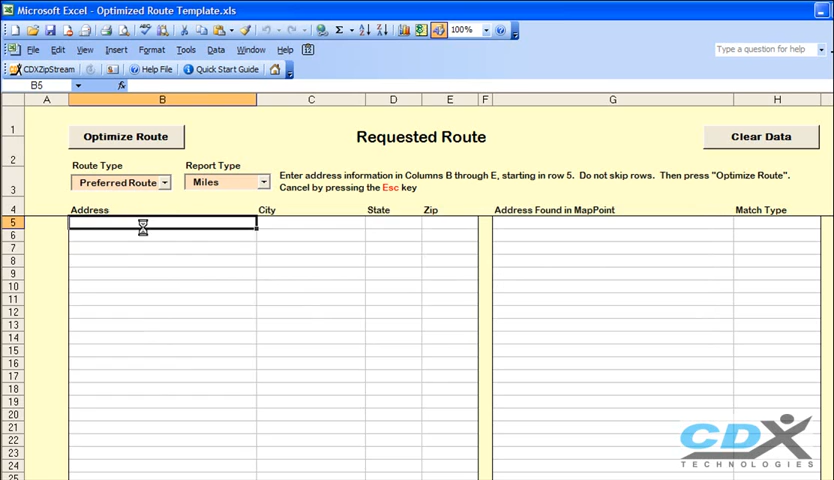 Microsoft Excel - Optimized Route Template.xls
100%
File Edit View Insert Format Tools Data Window Help
Type a question for help
CDXZipStream Help File Quick Start Guide
B5 fx
A B C D E F G H
1
Optimize Route Requested Route Clear Data
2
Route Type Report Type
Enter address information in Columns B through E, starting in row 5. Do not skip rows. Then press "Optimize Route".
3
Preferred Route Miles
Cancel by pressing the Esc key
4 Address City State Zip Address Found in MapPoint Match Type
5
6
7
8
9
10
11
12
13
14
15
16
17
18
19
20
21
22
23
24
25
CDX
TECHNOLOGIES